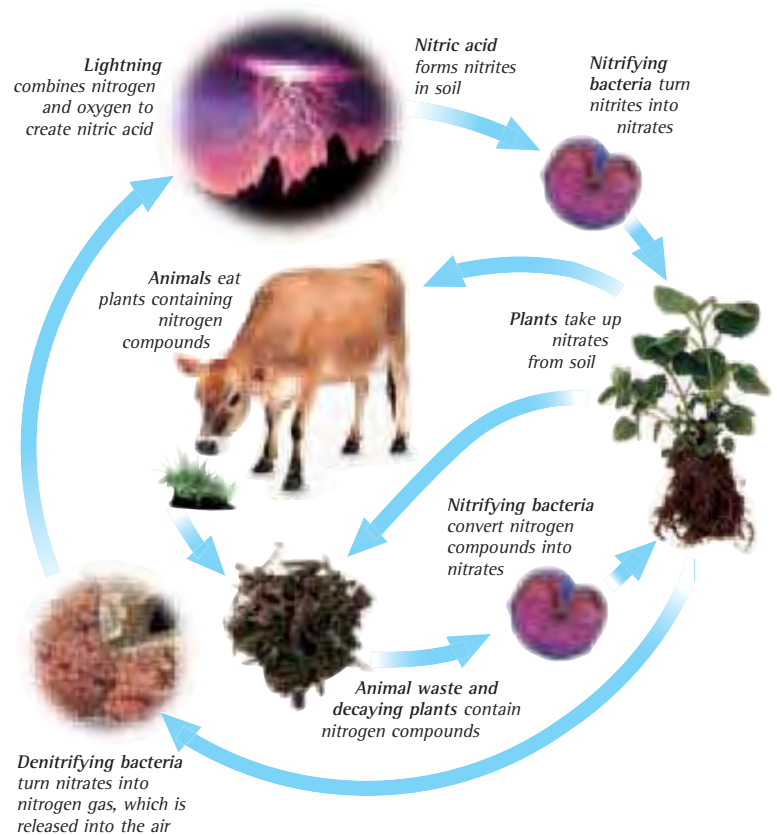 Lightning
combines nitrogen
and oxygen to
create nitric acid
Nitric acid
forms nitrites
in soil
Nitrifying
bacteria turn
nitrites into
nitrates
Animals eat
plants containing
nitrogen
compounds
Plants take up
nitrates
from soil
Nitrifying bacteria
convert nitrogen
compounds into
nitrates
Animal waste and
decaying plants contain
nitrogen compounds
Denitrifying bacteria
turn nitrates into
nitrogen gas, which is
released into the air